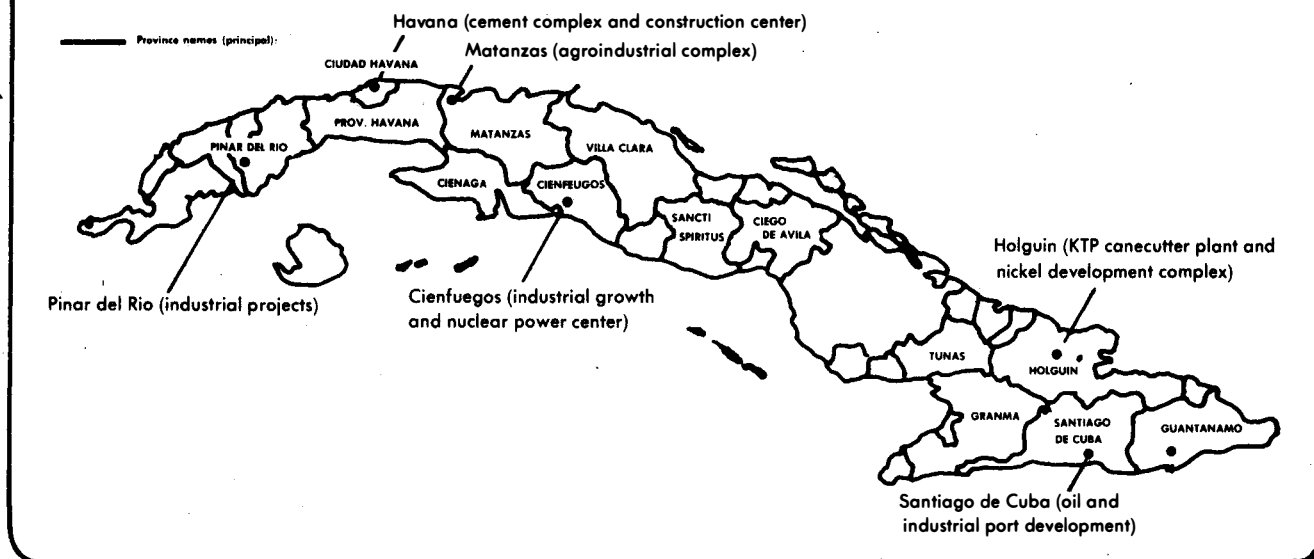 Havana (cement complex and construction center)
Province names (principal):
Matanzas (agroindustrial complex)
CIUDAD HAVANA
PROV. HAVANA
MATANZAS
PINAR DEL RIO
VILLA CLARA
CIENAGA
CIENFEUGOS
SANCTI
SPIRITUS
CIEGO
DE AVILA
Holguin (KTP canecutter plant and
nickel development complex)
Pinar del Rio (industrial projects)
Cienfuegos (industrial growth
and nuclear power center)
TUNAS
HOLGUIN
GRANMA
SANTIAGO
DE CUBA
GUANTANAMO
Santiago de Cuba (oil and
industrial port development)